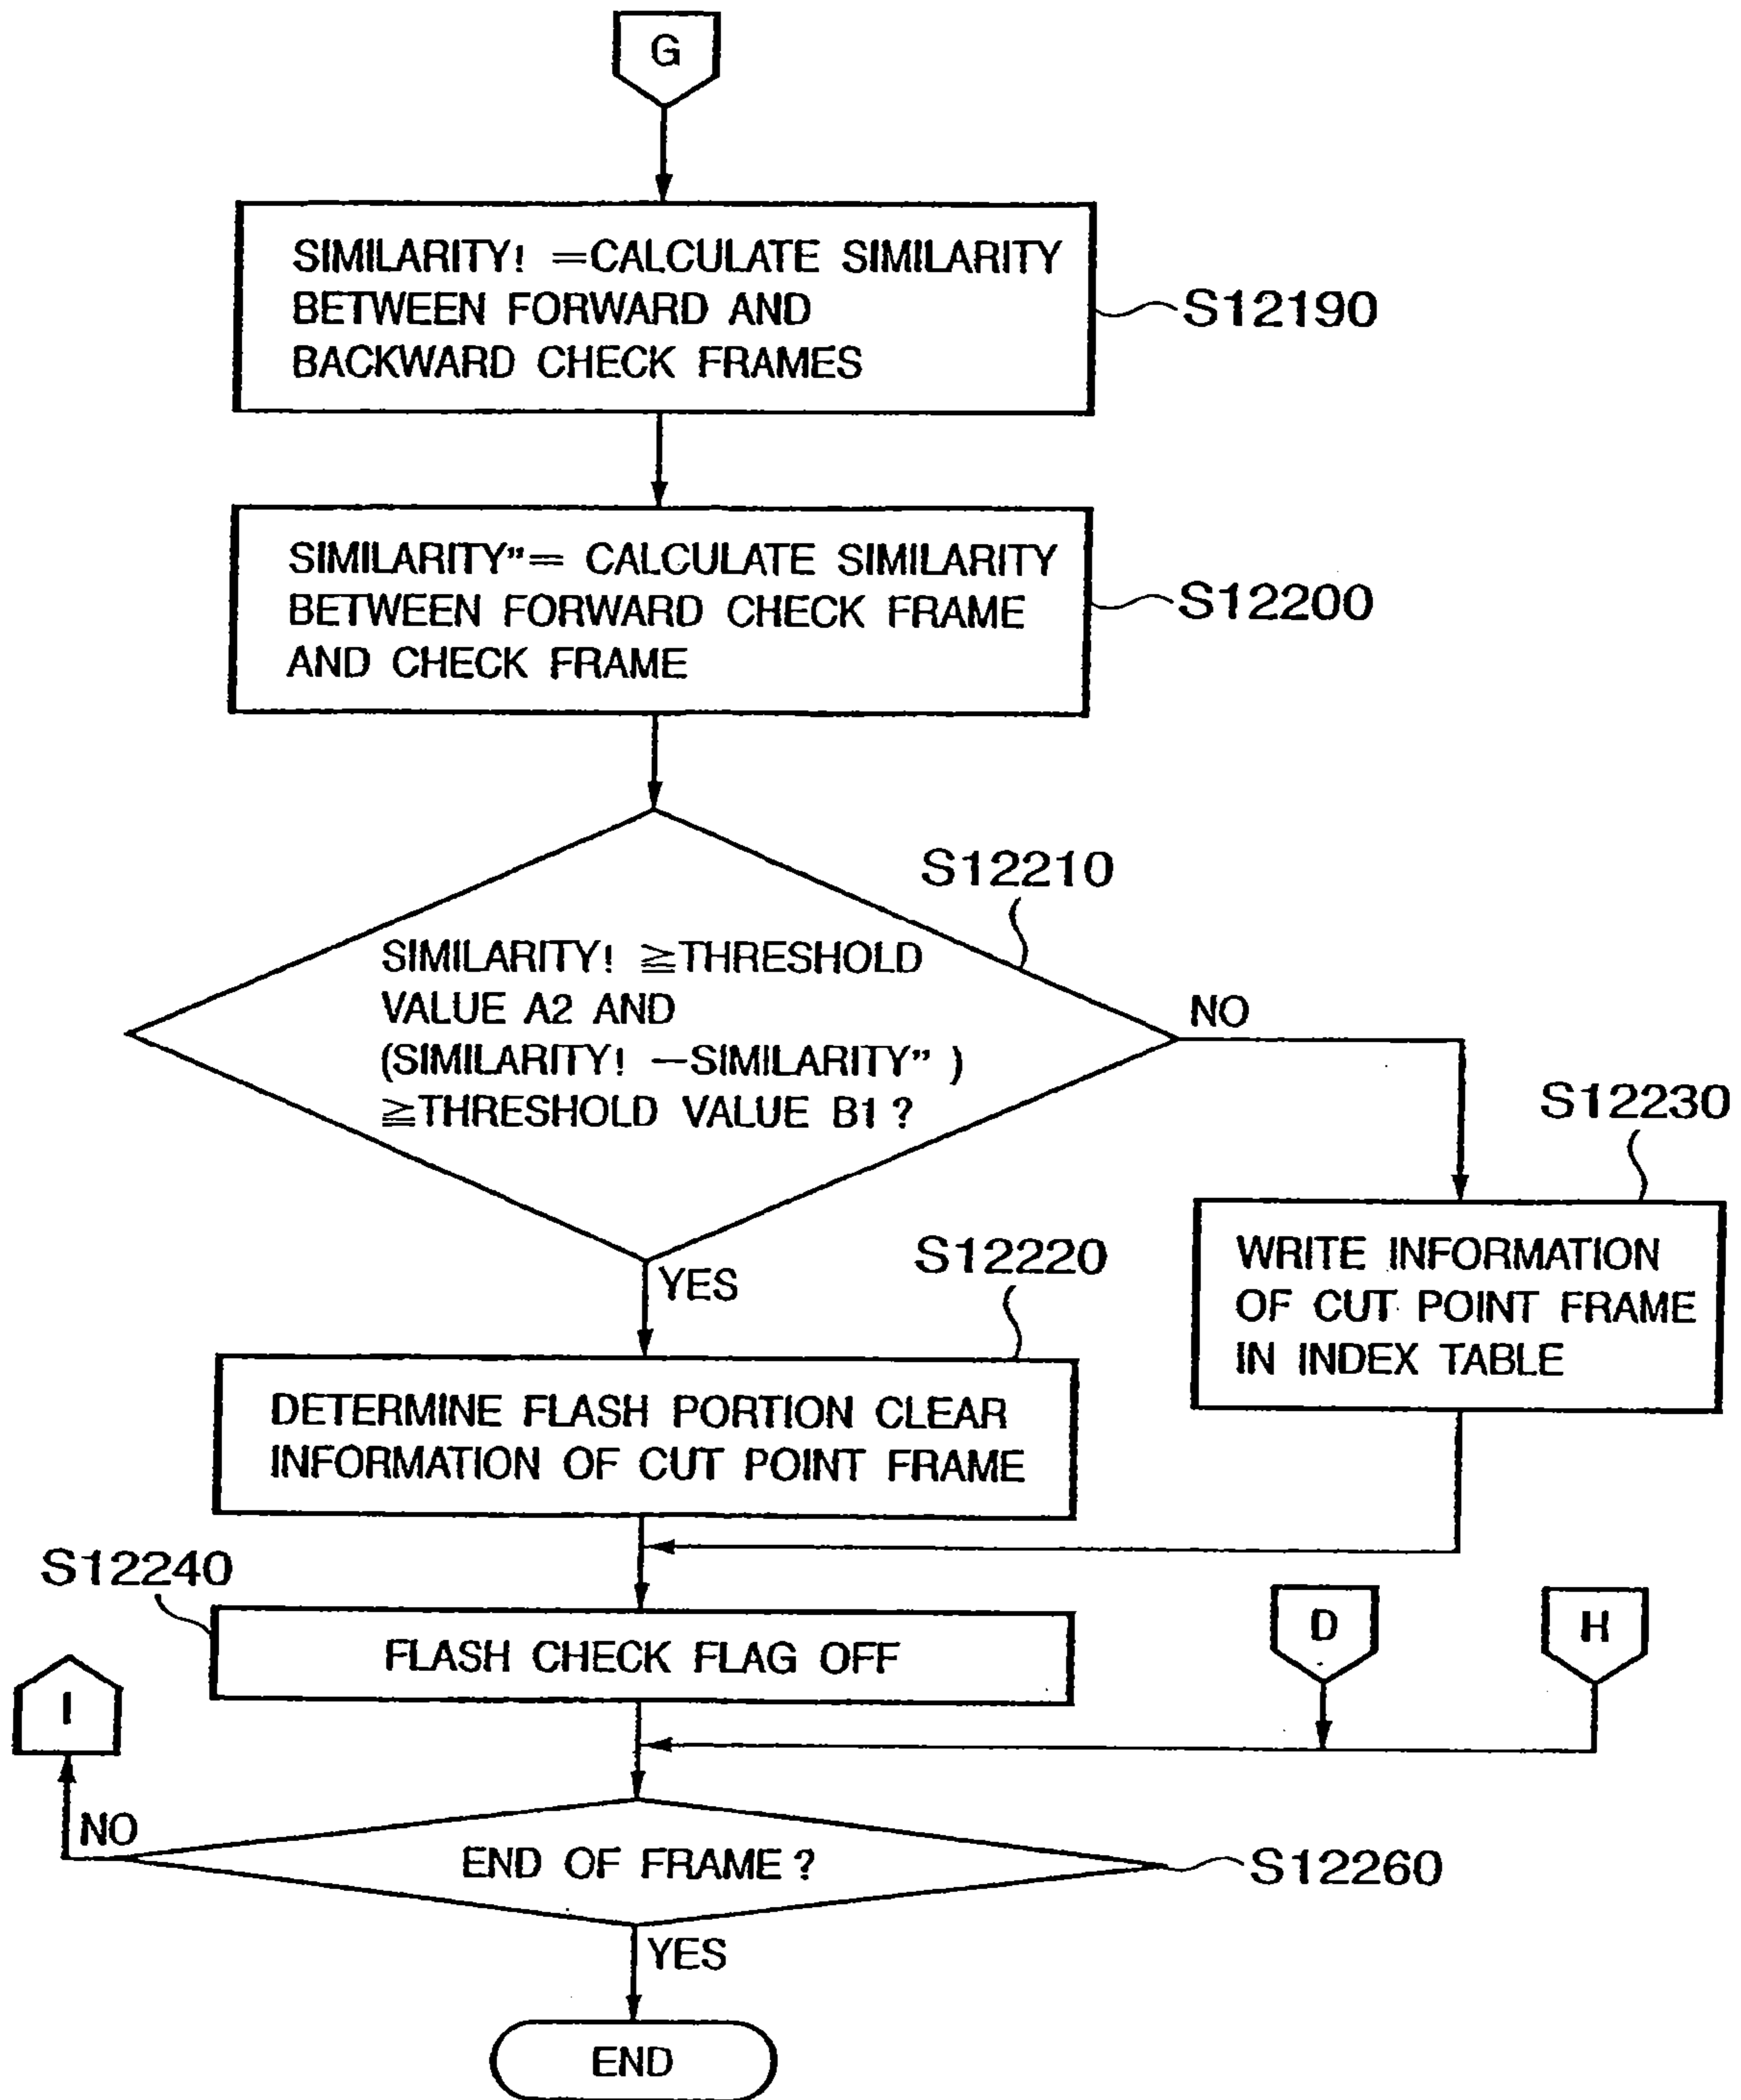 G
SIMILARITY! =CALCULATE SIMILARITY
BETWEEN FORWARD AND
BACKWARD CHECK FRAMES
S12190
SIMILARITY”= CALCULATE SIMILARITY
BETWEEN FORWARD CHECK FRAME
AND CHECK FRAME
S12200
S12210
SIMILARITY! ≧THRESHOLD
VALUE A2 AND
(SIMILARITY! —SIMILARITY” )
≧THRESHOLD VALUE B1 ?
NO
YES
S12230
WRITE INFORMATION
OF CUT POINT FRAME
IN INDEX TABLE
S12220
DETERMINE FLASH PORTION CLEAR
INFORMATION OF CUT POINT FRAME
S12240
FLASH CHECK FLAG OFF
D
H
I
NO
END OF FRAME ?
S12260
YES
END